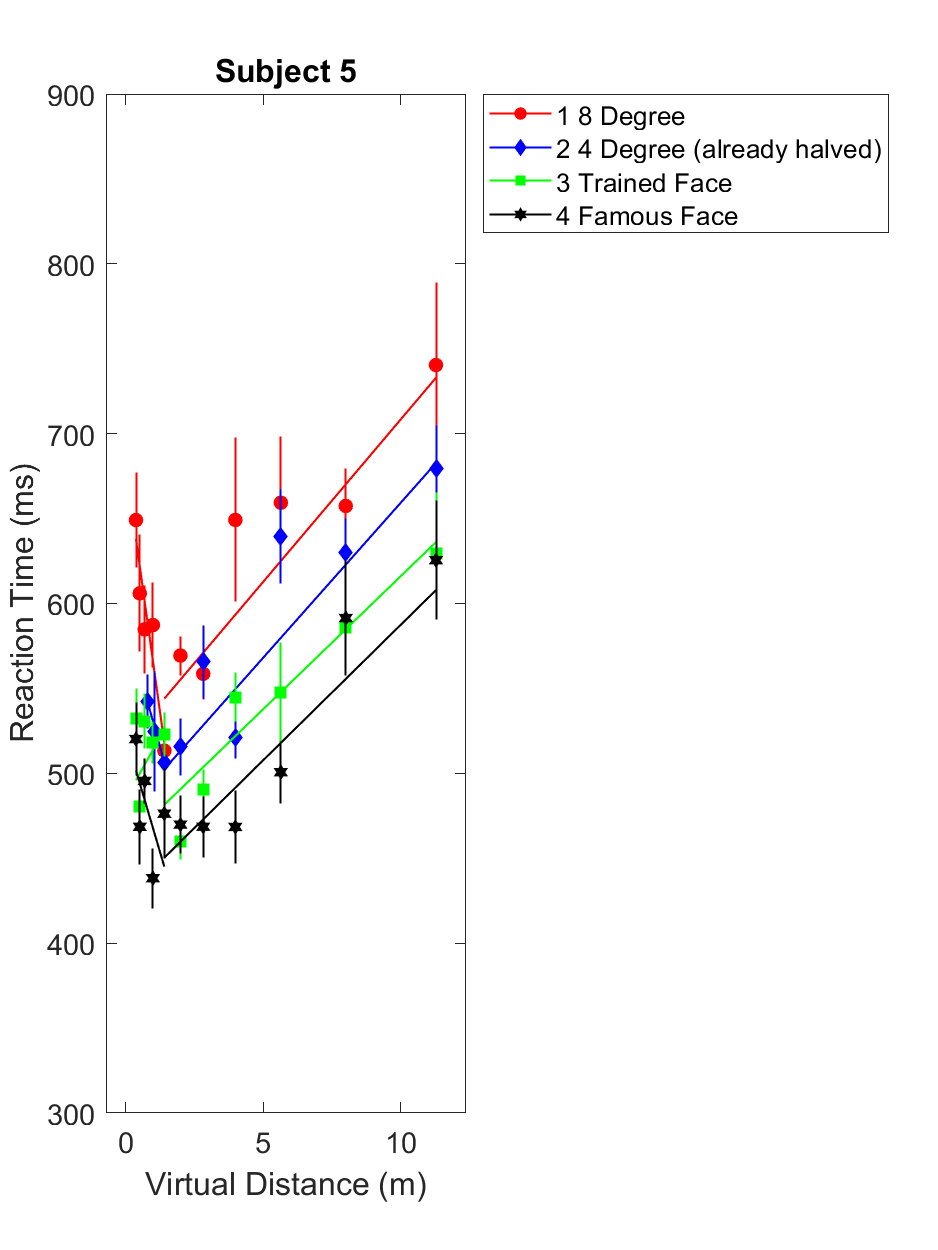 Subject 5
900
800
700
600
500
400
300
0
5
10
Reaction Time (ms)
Virtual Distance (m)
1 8 Degree
2 4 Degree (already halved)
3 Trained Face
4 Famous Face